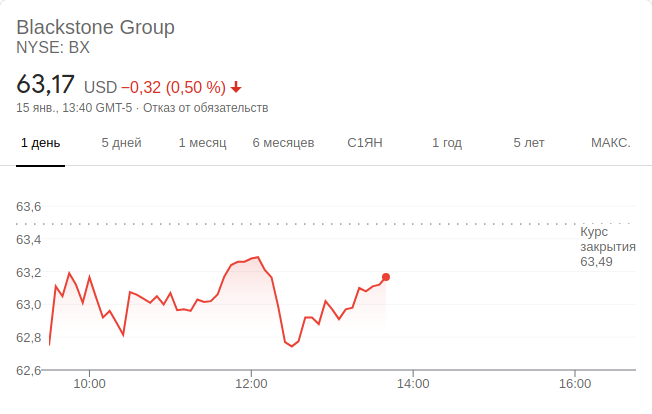 Blackstone Group
NYSE: BX
63,17 USD −0,32 (0,50 %)
15 янв., 13:40 GMT-5 · Отказ от обязательств
1 день 5 дней 1 месяц 6 месяцев С1ЯН 1 год 5 лет МАКС.
63,6
63,4
63,2
63,0
62,8
62,6
Курс
закрытия
63,49
10:00 12:00 14:00 16:00